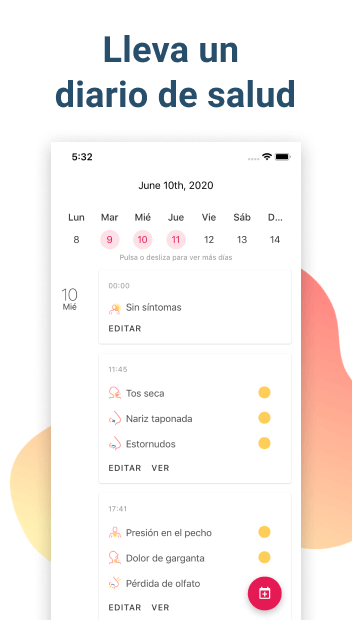 Lleva un
diario de salud
5:32
June 10th, 2020
Lun Mar Mié Jue Vie Sáb D...
8 9 10 11 12 13 14
Pulsa o desliza para ver más días
10
Mié
00:00
Sin síntomas
EDITAR
11:45
Tos seca
Nariz taponada
Estornudos
EDITAR VER
17:41
Presión en el pecho
Dolor de garganta
Pérdida de olfato
EDITAR VER